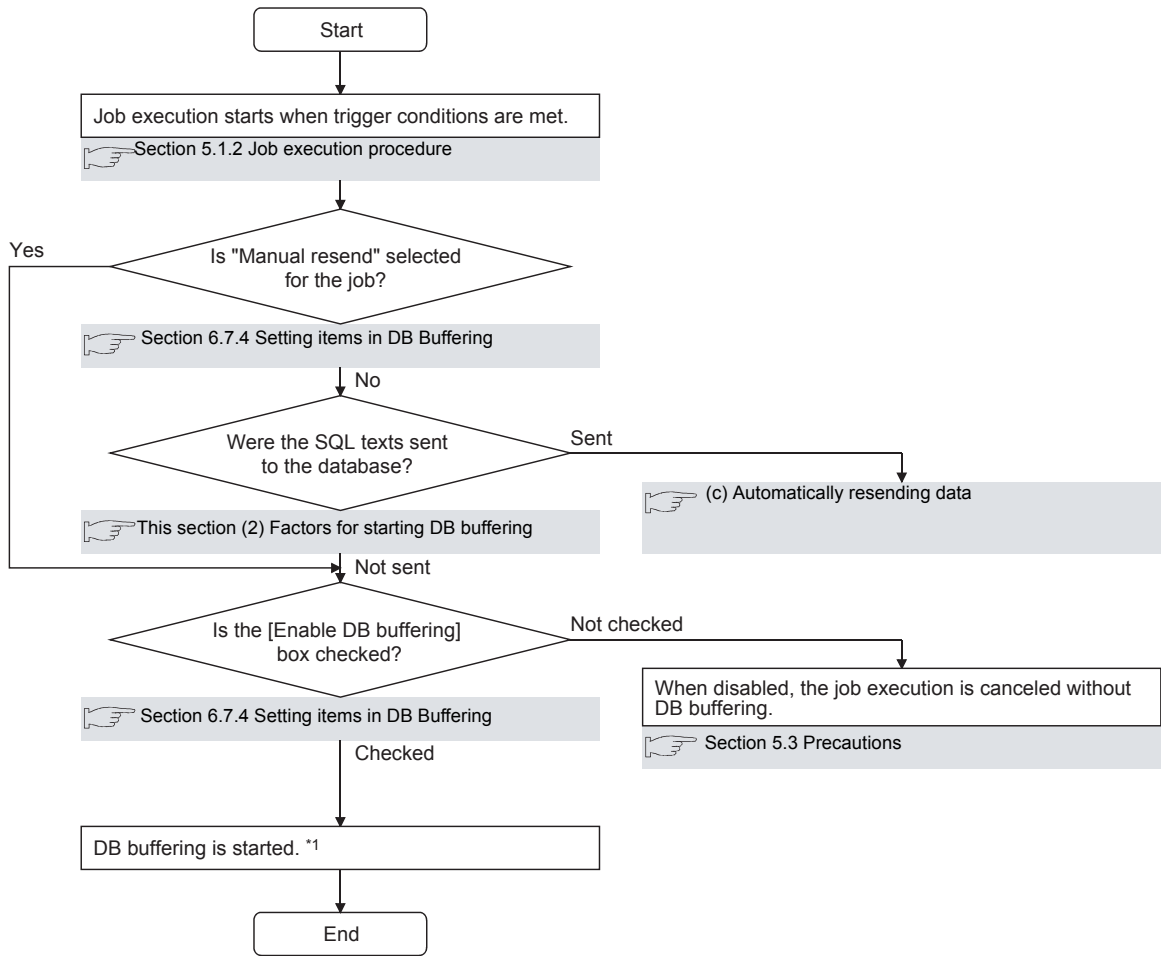 Start
Job execution starts when trigger conditions are met.
Section 5.1.2 Job execution procedure
Yes
Is "Manual resend" selected
for the job?
Section 6.7.4 Setting items in DB Buffering
No
Were the SQL texts sent
to the database?
Sent
(c) Automatically resending data
This section (2) Factors for starting DB buffering
Not sent
Is the [Enable DB buffering]
box checked?
Not checked
When disabled, the job execution is canceled without
DB buffering.
Section 6.7.4 Setting items in DB Buffering
Section 5.3 Precautions
Checked
DB buffering is started. *1
End